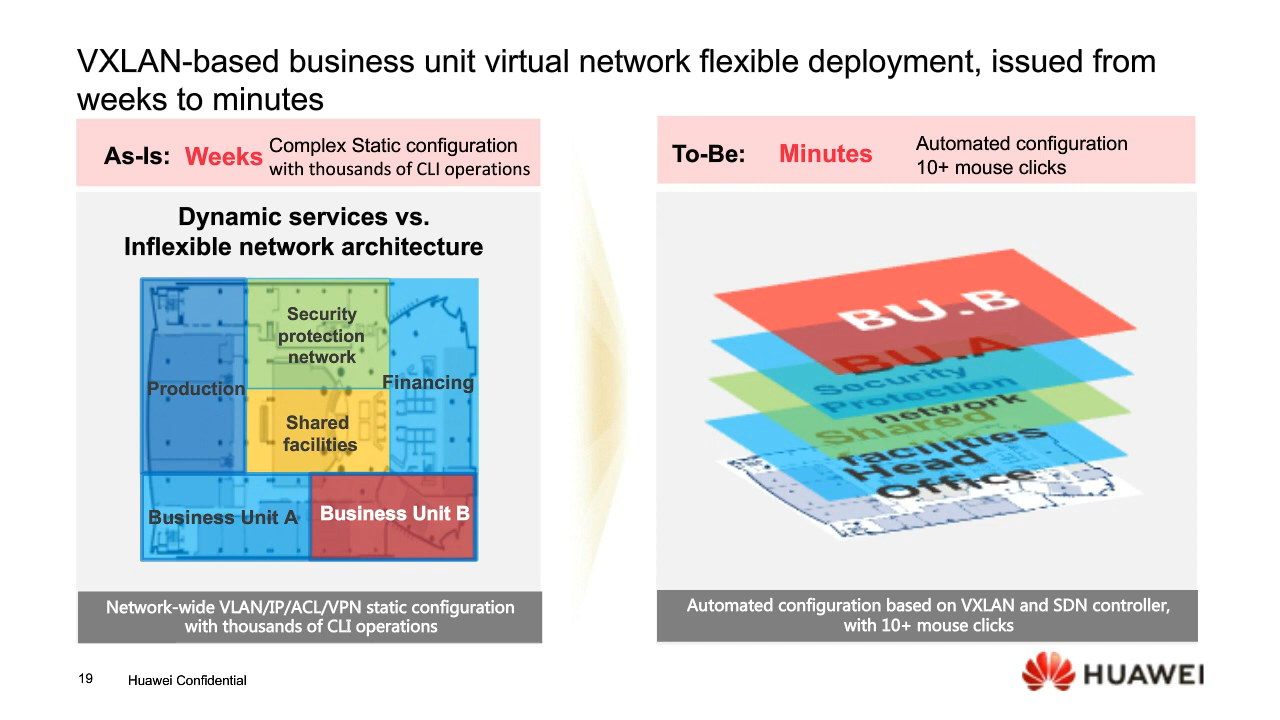 VXLAN-based business unit virtual network flexible deployment, issued from
weeks to minutes
As-Is: Weeks
Complex Static configuration
with thousands of CLI operations
Dynamic services vs.
Inflexible network architecture
Security
protection
network
Production
Financing
Shared
facilities
Business Unit A
Business Unit B
Network-wide VLAN/IP/ACL/VPN static configuration
with thousands of CLI operations
To-Be: Minutes
Automated configuration
10+ mouse clicks
BU.B
BU.A
Security
Protection
network
Shared
facilities
Head
Office
Automated configuration based on VXLAN and SDN controller,
with 10+ mouse clicks
19
Huawei Confidential
HUAWEI